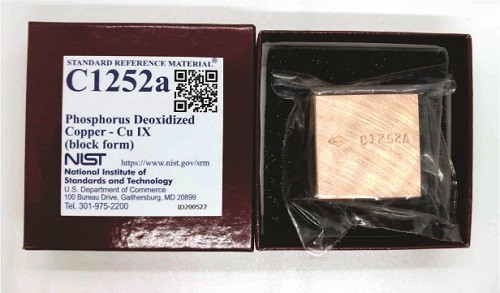 STANDARD REFERENCE MATERIAL®
C1252a
Phosphorus Deoxidized
Copper - Cu IX
(block form)
NIST https://www.nist.gov/srm
National Institute of
Standards and Technology
U.S. Department of Commerce
100 Bureau Drive, Gaithersburg, MD 20899
Tel. 301-975-2200 ID200527
C1252A